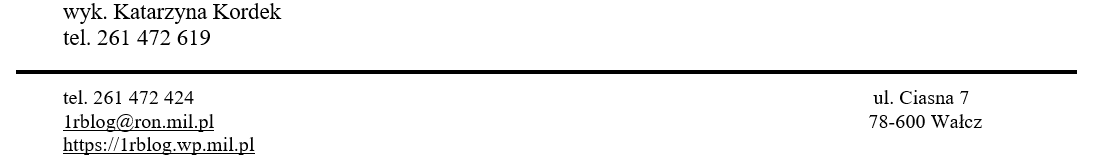 wyk. Katarzyna Kordek
tel. 261 472 619
tel. 261 472 424
1rblog@ron.mil.pl
https://1rblog.wp.mil.pl
ul. Ciasna 7
78-600 Wałcz